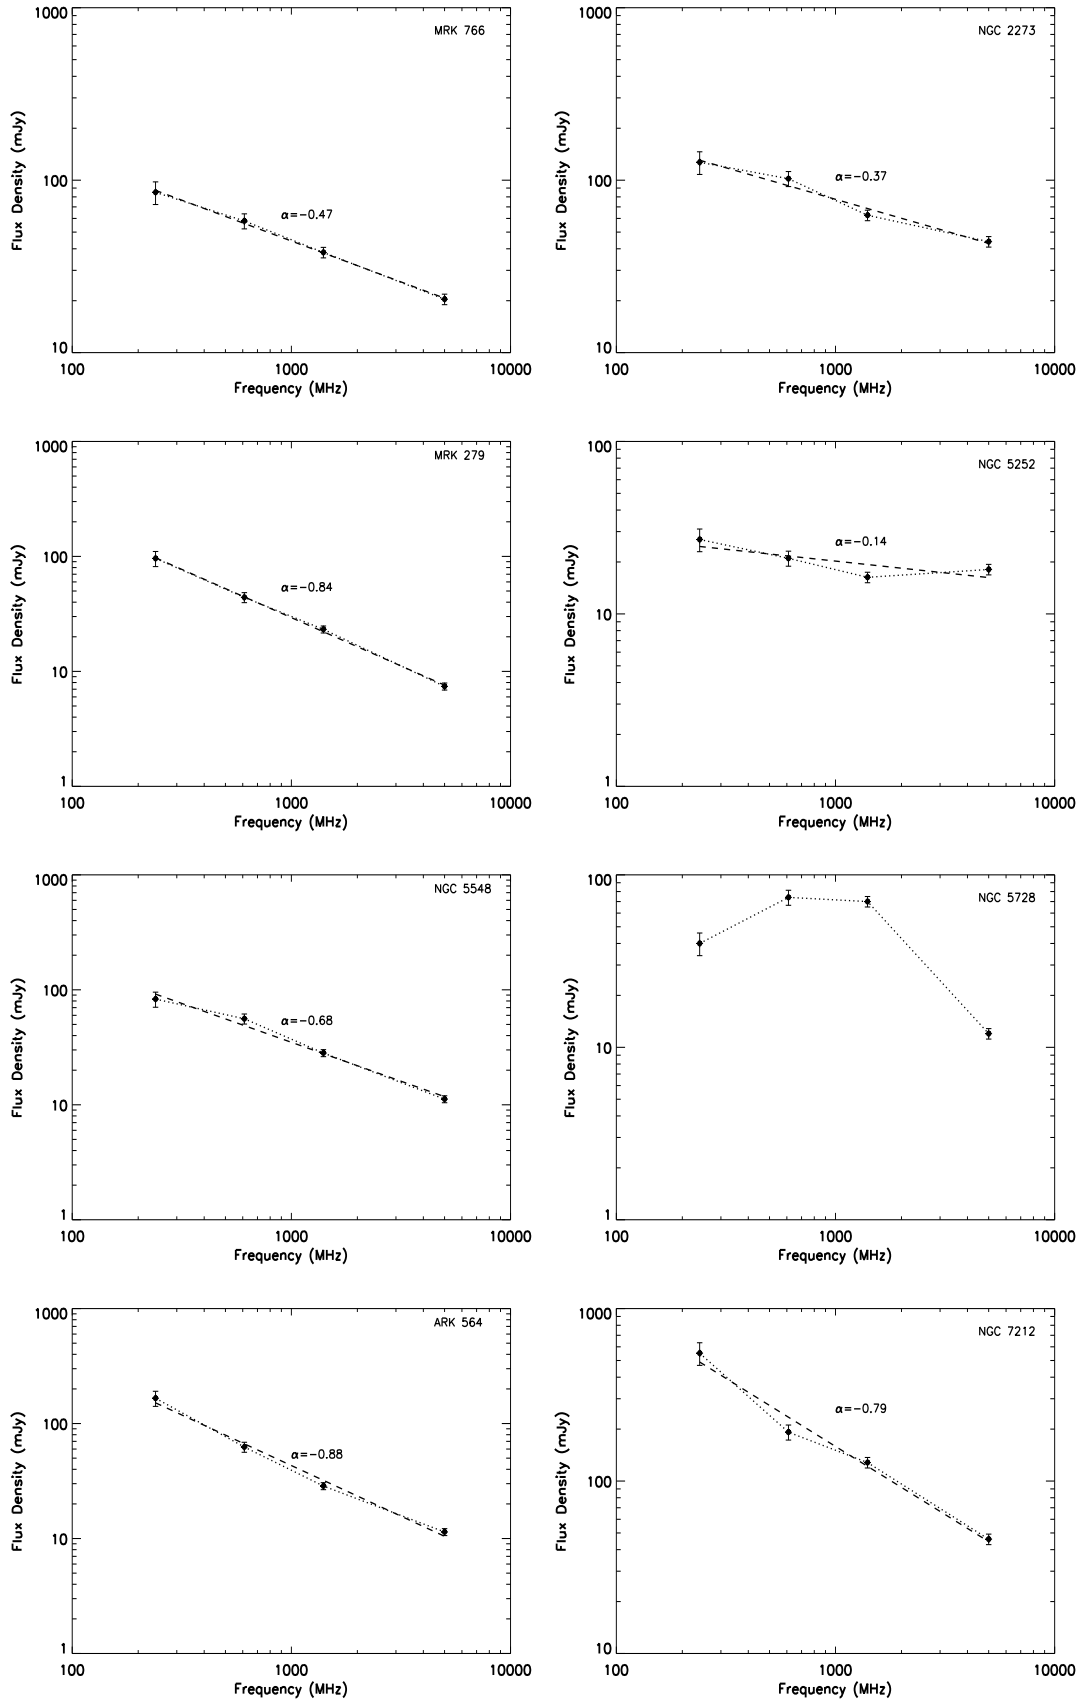 1000
MRK 766
Flux Density (mJy)
100
α=−0.47
10
100
1000
10000
Frequency (MHz)
1000
NGC 2273
Flux Density (mJy)
100
α=−0.37
10
100
1000
10000
Frequency (MHz)
1000
MRK 279
Flux Density (mJy)
100
α=−0.84
10
1
100
1000
10000
Frequency (MHz)
100
NGC 5252
Flux Density (mJy)
α=−0.14
10
1
100
1000
10000
Frequency (MHz)
1000
NGC 5548
Flux Density (mJy)
100
α=−0.68
10
1
100
1000
10000
Frequency (MHz)
100
NGC 5728
Flux Density (mJy)
10
1
100
1000
10000
Frequency (MHz)
1000
ARK 564
Flux Density (mJy)
100
α=−0.88
10
1
100
1000
10000
Frequency (MHz)
1000
NGC 7212
Flux Density (mJy)
α=−0.79
100
10
100
1000
10000
Frequency (MHz)